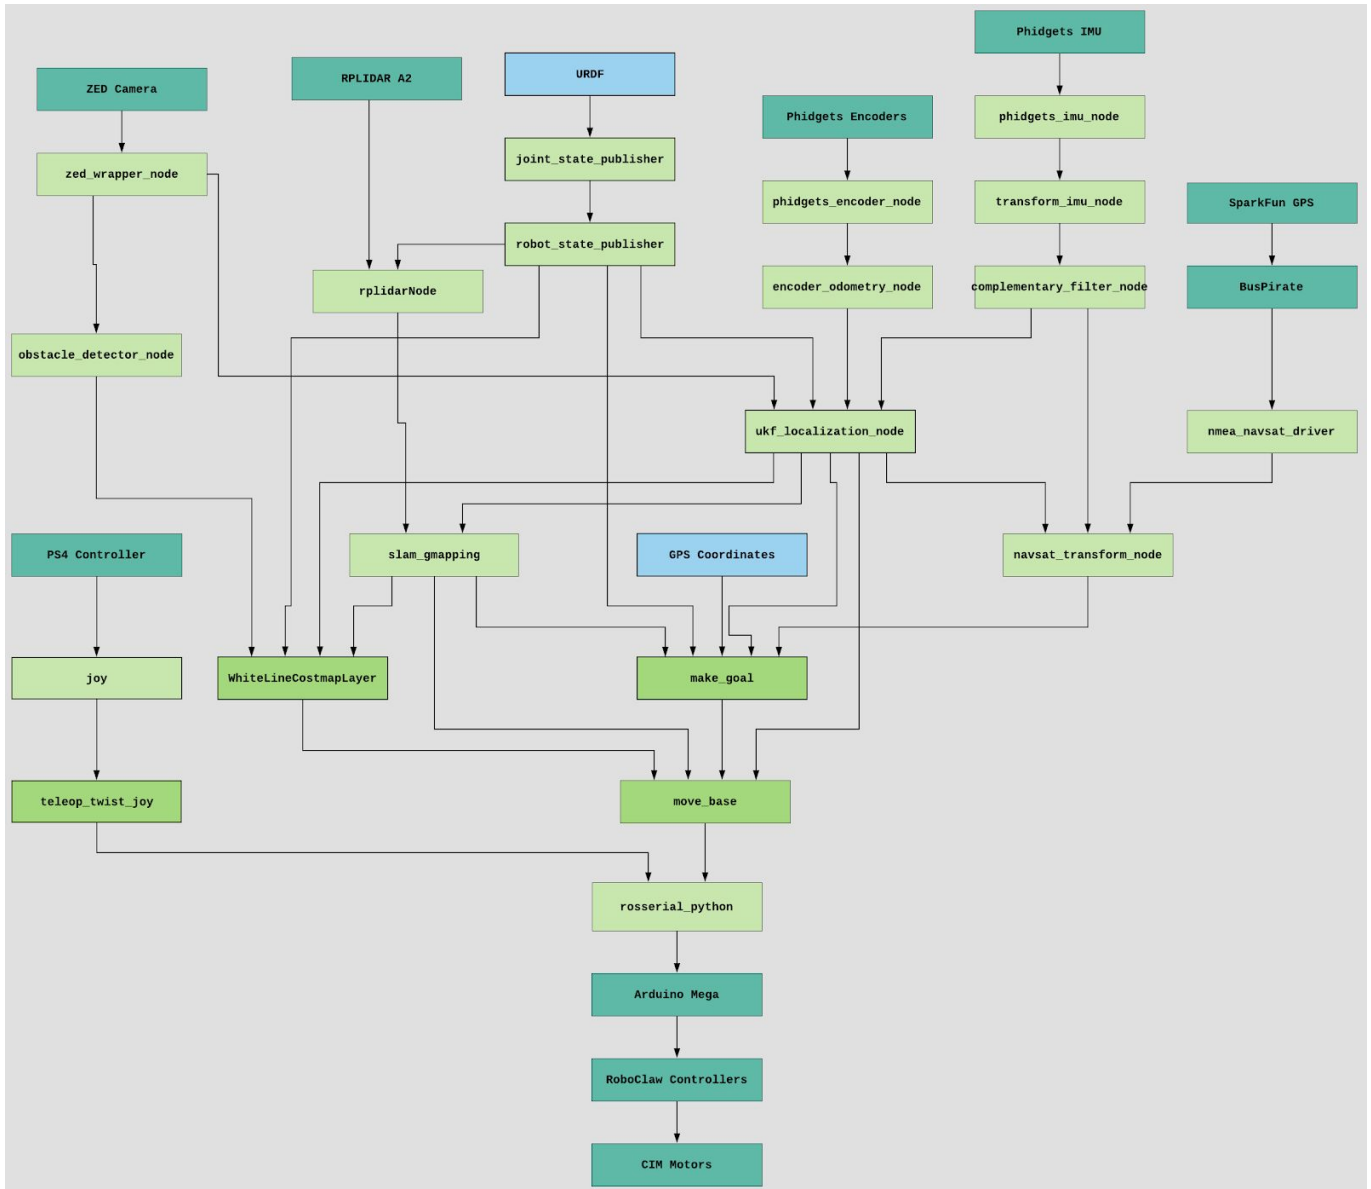 Phidgets IMU
RPLIDAR A2
URDF
ZED Camera
Phidgets Encoders
phidgets_imu_node
joint_state_publisher
zed_wrapper_node
phidgets_encoder_node
transform_imu_node
SparkFun GPS
robot_state_publisher
rplidarNode
encoder_odometry_node
complementary_filter_node
BusPirate
obstacle_detector_node
ukf_localization_node
nmea_navsat_driver
PS4 Controller
slam_gmapping
GPS Coordinates
navsat_transform_node
joy
WhiteLineCostmapLayer
make_goal
teleop_twist_joy
move_base
rosserial_python
Arduino Mega
RoboClaw Controllers
CIM Motors